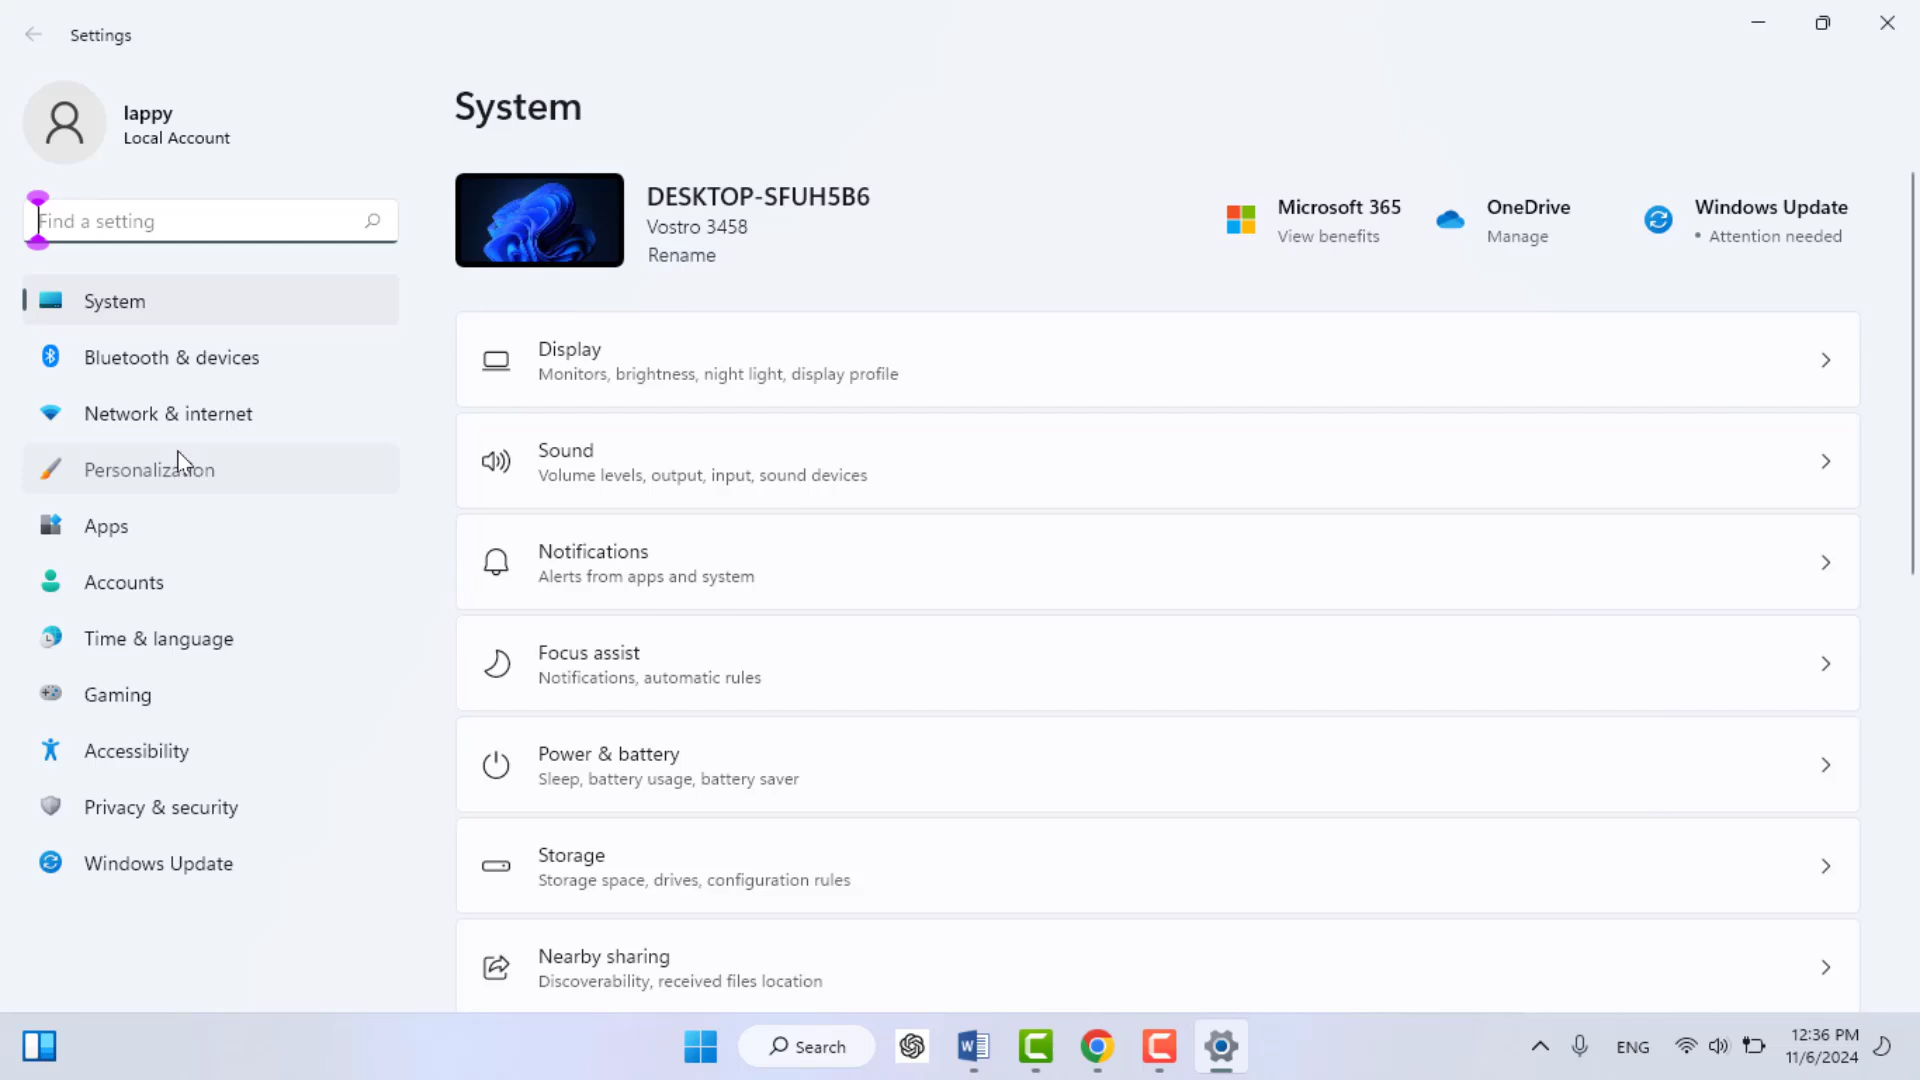 Settings
lappy
Local Account
Find a setting
System
Bluetooth & devices
Network & internet
Personalization
Apps
Accounts
Time & language
Gaming
Accessibility
Privacy & security
Windows Update
System
DESKTOP-SFUH5B6
Vostro 3458
Rename
Microsoft 365
View benefits
OneDrive
Manage
Windows Update
• Attention needed
Display
Monitors, brightness, night light, display profile
Sound
Volume levels, output, input, sound devices
Notifications
Alerts from apps and system
Focus assist
Notifications, automatic rules
Power & battery
Sleep, battery usage, battery saver
Storage
Storage space, drives, configuration rules
Nearby sharing
Discoverability, received files location
Search
ENG
12:36 PM
11/6/2024